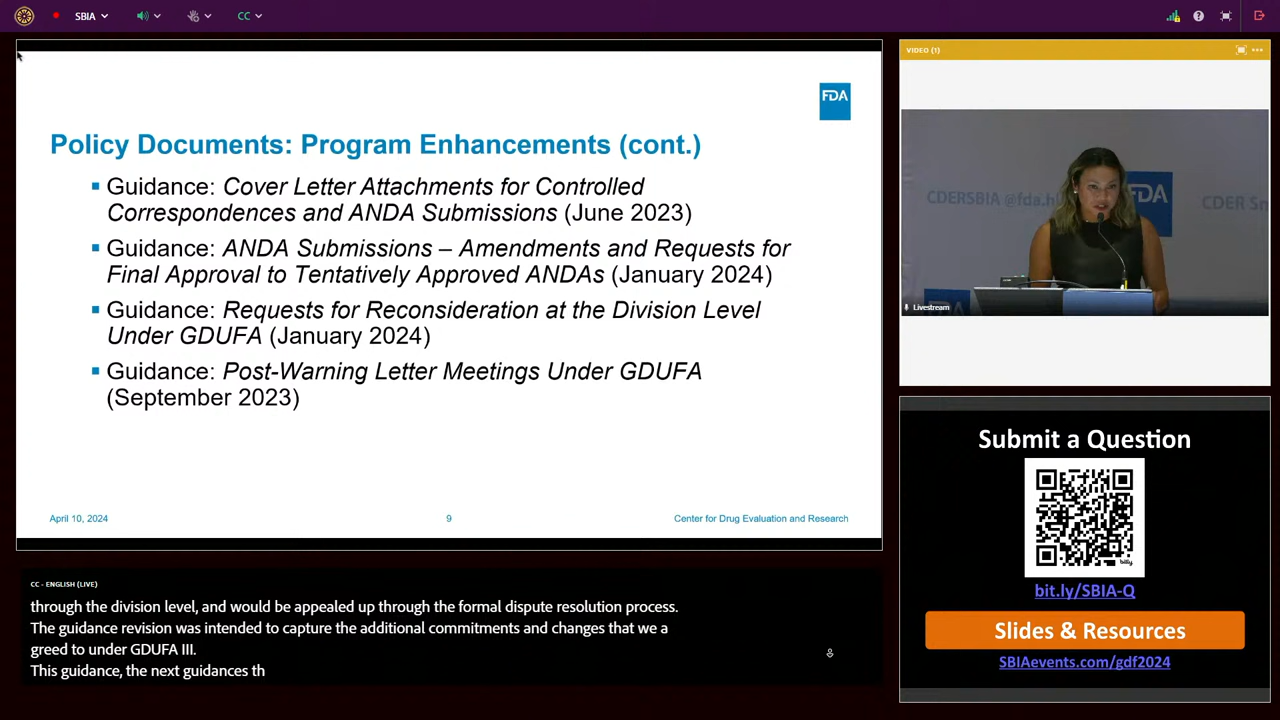 SBIA
CC
FDA
Policy Documents: Program Enhancements (cont.)
Guidance: Cover Letter Attachments for Controlled
Correspondences and ANDA Submissions (June 2023)
Guidance: ANDA Submissions – Amendments and Requests for
Final Approval to Tentatively Approved ANDAs (January 2024)
Guidance: Requests for Reconsideration at the Division Level
Under GDUFA (January 2024)
Guidance: Post-Warning Letter Meetings Under GDUFA
(September 2023)
April 10, 2024
9
Center for Drug Evaluation and Research
CC - ENGLISH (LIVE)
through the division level, and would be appealed up through the formal dispute resolution process.
The guidance revision was intended to capture the additional commitments and changes that we a
greed to under GDUFA III.
This guidance, the next guidances th
VIDEO (1)
CDERSBIA @fda.h
FDA
CDER Sm
Livestream
Submit a Question
bitly
bit.ly/SBIA-Q
Slides & Resources
SBIAevents.com/gdf2024